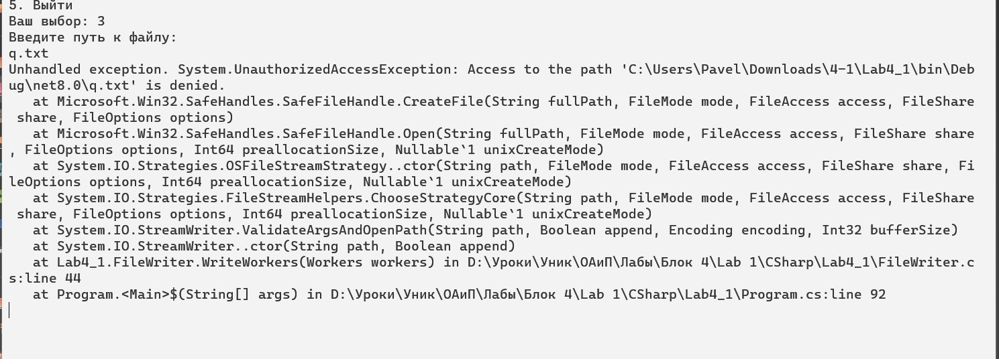 5. Выйти
Ваш выбор: 3
Введите путь к файлу:
q.txt
Unhandled exception. System.UnauthorizedAccessException: Access to the path 'C:\Users\Pavel\Downloads\4-1\Lab4_1\bin\Deb
ug\net8.0\q.txt' is denied.
   at Microsoft.Win32.SafeHandles.SafeFileHandle.CreateFile(String fullPath, FileMode mode, FileAccess access, FileShare
 share, FileOptions options)
   at Microsoft.Win32.SafeHandles.SafeFileHandle.Open(String fullPath, FileMode mode, FileAccess access, FileShare share
, FileOptions options, Int64 preallocationSize, Nullable`1 unixCreateMode)
   at System.IO.Strategies.OSFileStreamStrategy..ctor(String path, FileMode mode, FileAccess access, FileShare share, Fi
leOptions options, Int64 preallocationSize, Nullable`1 unixCreateMode)
   at System.IO.Strategies.FileStreamHelpers.ChooseStrategyCore(String path, FileMode mode, FileAccess access, FileShare
 share, FileOptions options, Int64 preallocationSize, Nullable`1 unixCreateMode)
   at System.IO.StreamWriter.ValidateArgsAndOpenPath(String path, Boolean append, Encoding encoding, Int32 bufferSize)
   at System.IO.StreamWriter..ctor(String path, Boolean append)
   at Lab4_1.FileWriter.WriteWorkers(Workers workers) in D:\Уроки\Уник\ОАиП\Лабы\Блок 4\Lab 1\CSharp\Lab4_1\FileWriter.c
s:line 44
   at Program.<Main>$(String[] args) in D:\Уроки\Уник\ОАиП\Лабы\Блок 4\Lab 1\CSharp\Lab4_1\Program.cs:line 92